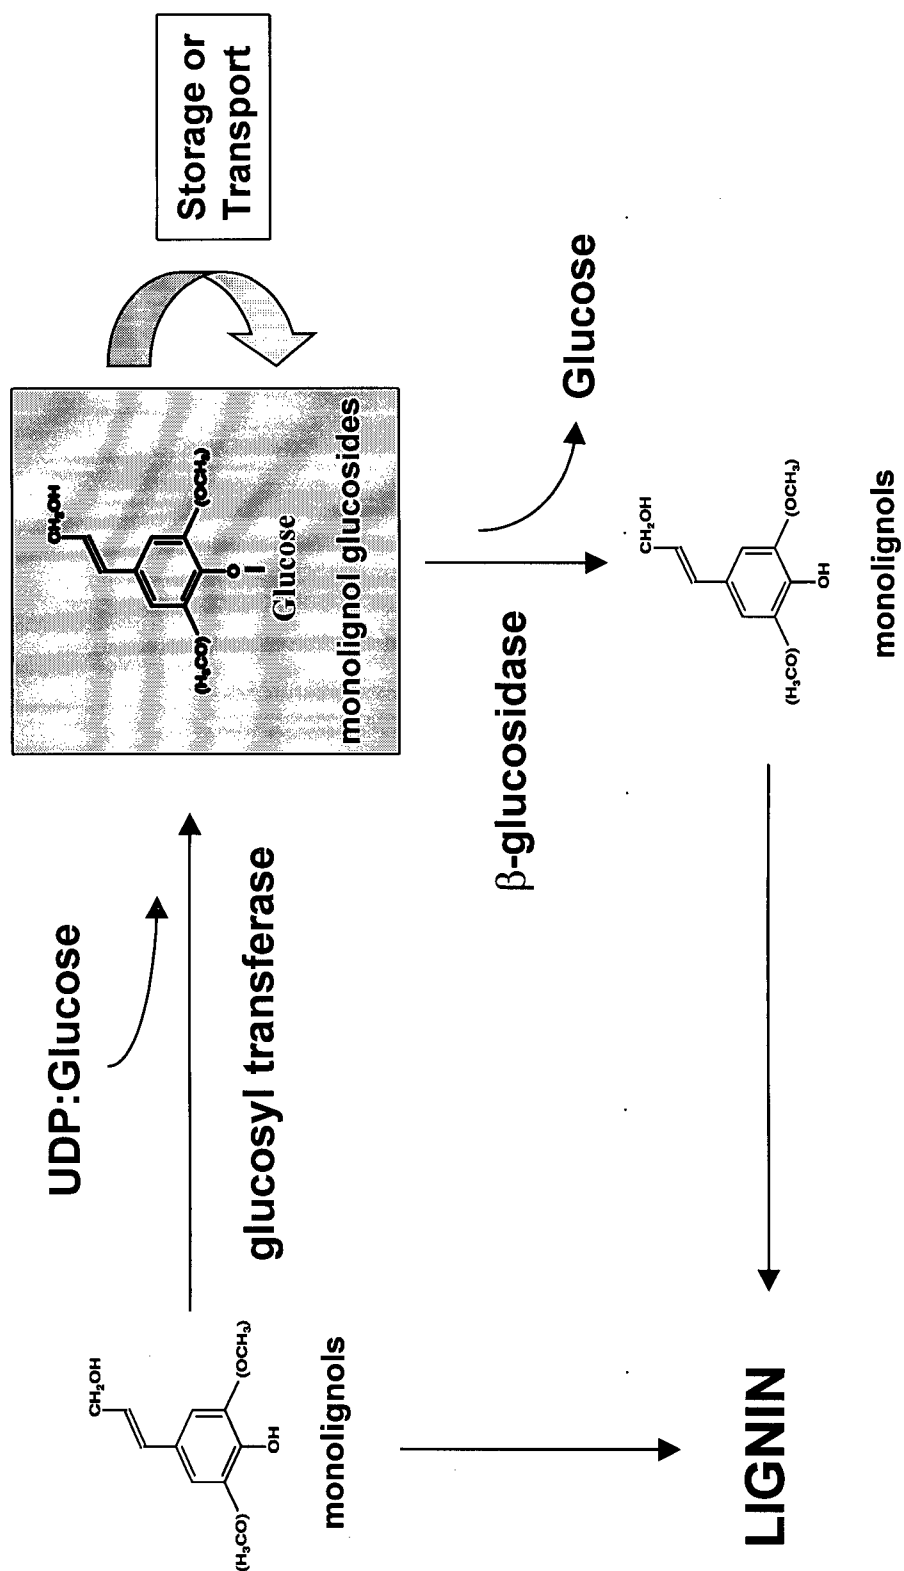 UDP:Glucose
CH₂OH
(H₃CO)
(OCH₃)
OH
monolignols
glucosyl transferase
CH₂OH
(H₃CO)
(OCH₃)
O
Glucose
monolignol glucosides
Storage or
Transport
β-glucosidase
Glucose
CH₂OH
(H₃CO)
(OCH₃)
OH
monolignols
LIGNIN